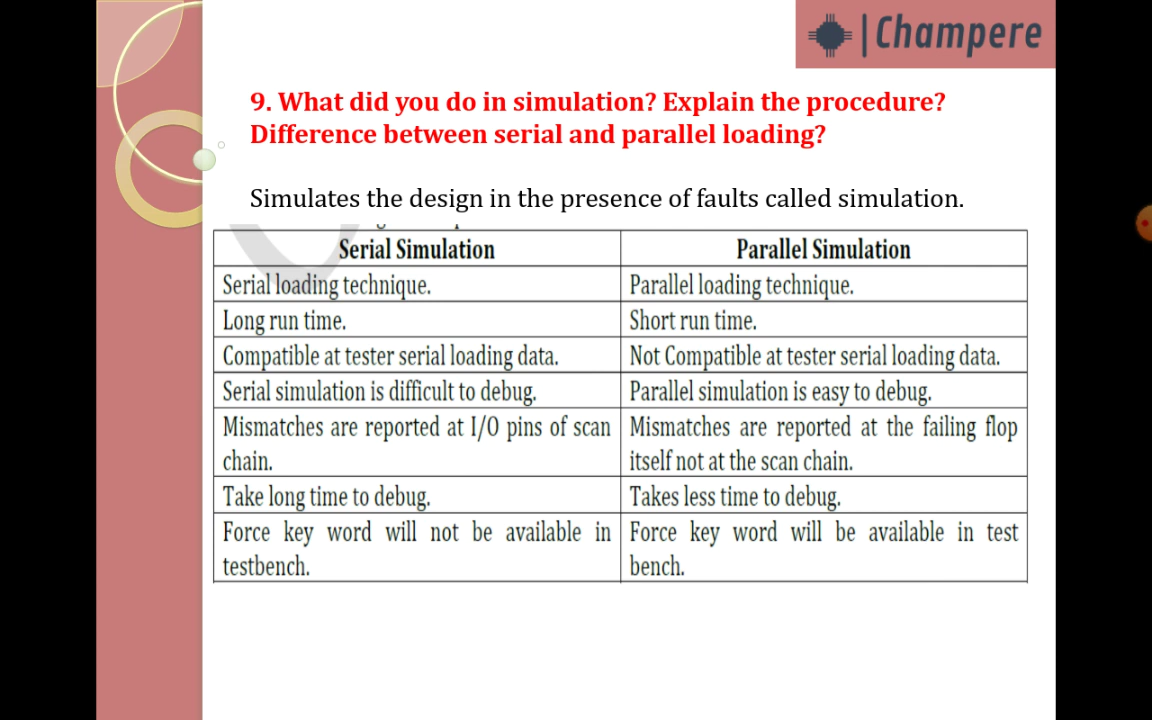 | Champere
9. What did you do in simulation? Explain the procedure?
Difference between serial and parallel loading?
Simulates the design in the presence of faults called simulation.
Serial Simulation Parallel Simulation
Serial loading technique. Parallel loading technique.
Long run time. Short run time.
Compatible at tester serial loading data. Not Compatible at tester serial loading data.
Serial simulation is difficult to debug. Parallel simulation is easy to debug.
Mismatches are reported at I/O pins of scan Mismatches are reported at the failing flop
chain. itself not at the scan chain.
Take long time to debug. Takes less time to debug.
Force key word will not be available in Force key word will be available in test
testbench. bench.